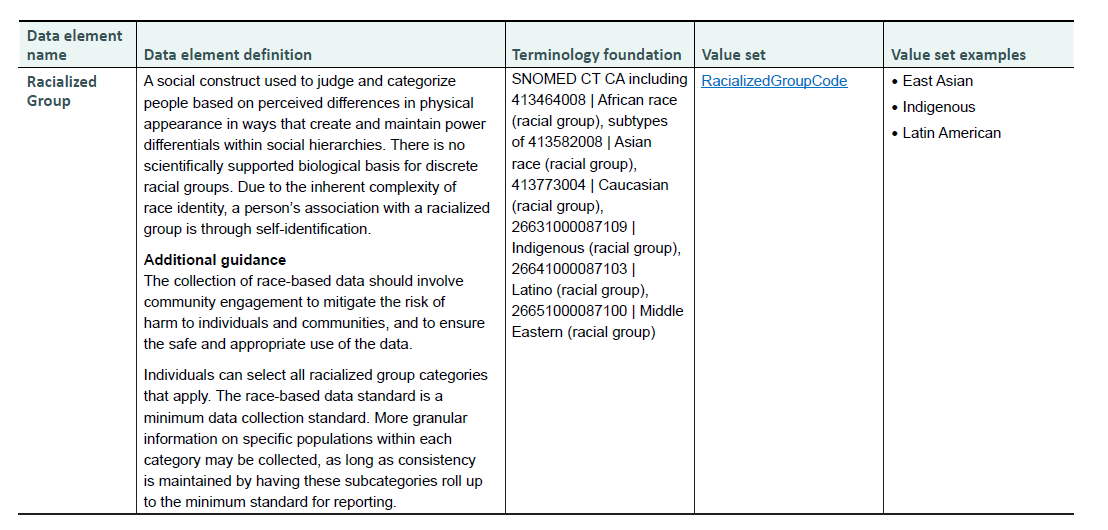 Data element name
Data element definition
Terminology foundation
Value set
Value set examples
Racialized
Group
A social construct used to judge and categorize
people based on perceived differences in physical
appearance in ways that create and maintain power
differentials within social hierarchies. There is no
scientifically supported biological basis for discrete
racial groups. Due to the inherent complexity of
race identity, a person’s association with a racialized
group is through self-identification.
Additional guidance
The collection of race-based data should involve
community engagement to mitigate the risk of
harm to individuals and communities, and to ensure
the safe and appropriate use of the data.
Individuals can select all racialized group categories
that apply. The race-based data standard is a
minimum data collection standard. More granular
information on specific populations within each
category may be collected, as long as consistency
is maintained by having these subcategories roll up
to the minimum standard for reporting.
SNOMED CT CA including
413464008 | African race
(racial group), subtypes
of 413582008 | Asian
race (racial group),
413773004 | Caucasian
(racial group),
26631000087109 |
Indigenous (racial group),
26641000087103 |
Latino (racial group),
26651000087100 | Middle
Eastern (racial group)
RacializedGroupCode
• East Asian
• Indigenous
• Latin American